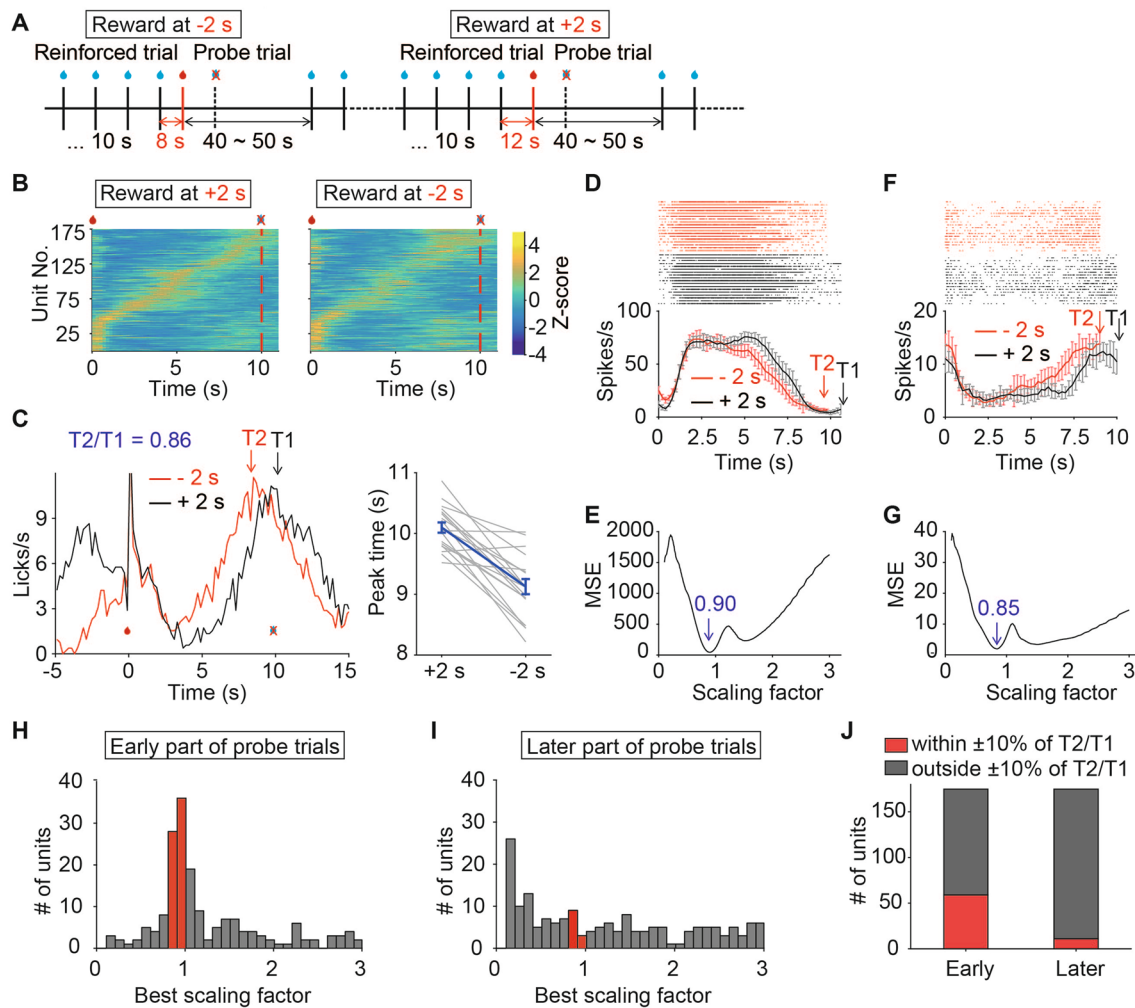 A
Reward at -2 s
Reward at +2 s
Reinforced trial Probe trial
Reinforced trial Probe trial
... 10 s 8 s 40 ~ 50 s
... 10 s 12 s 40 ~ 50 s
B
Reward at +2 s
Reward at -2 s
Unit No.
175
125
75
25
0 5 10
Time (s)
0 5 10
Time (s)
4
2
0
-2
-4
Z-score
C
T2/T1 = 0.86
T2
T1
- 2 s
+ 2 s
Licks/s
9
6
3
0
-5 0 5 10 15
Time (s)
Peak time (s)
11
10
9
8
+2 s -2 s
D
Spikes/s
100
50
0
T2
T1
- 2 s
+ 2 s
0 2.5 5 7.5 10
Time (s)
F
Spikes/s
20
10
0
T2
T1
- 2 s
+ 2 s
0 2.5 5 7.5 10
Time (s)
E
MSE
2000
1500
1000
500
0
0.90
0 1 2 3
Scaling factor
G
MSE
40
30
20
10
0
0.85
0 1 2 3
Scaling factor
H
Early part of probe trials
# of units
40
30
20
10
0
0 1 2 3
Best scaling factor
I
Later part of probe trials
# of units
40
30
20
10
0
0 1 2 3
Best scaling factor
J
within ±10% of T2/T1
outside ±10% of T2/T1
# of units
150
100
50
0
Early Later